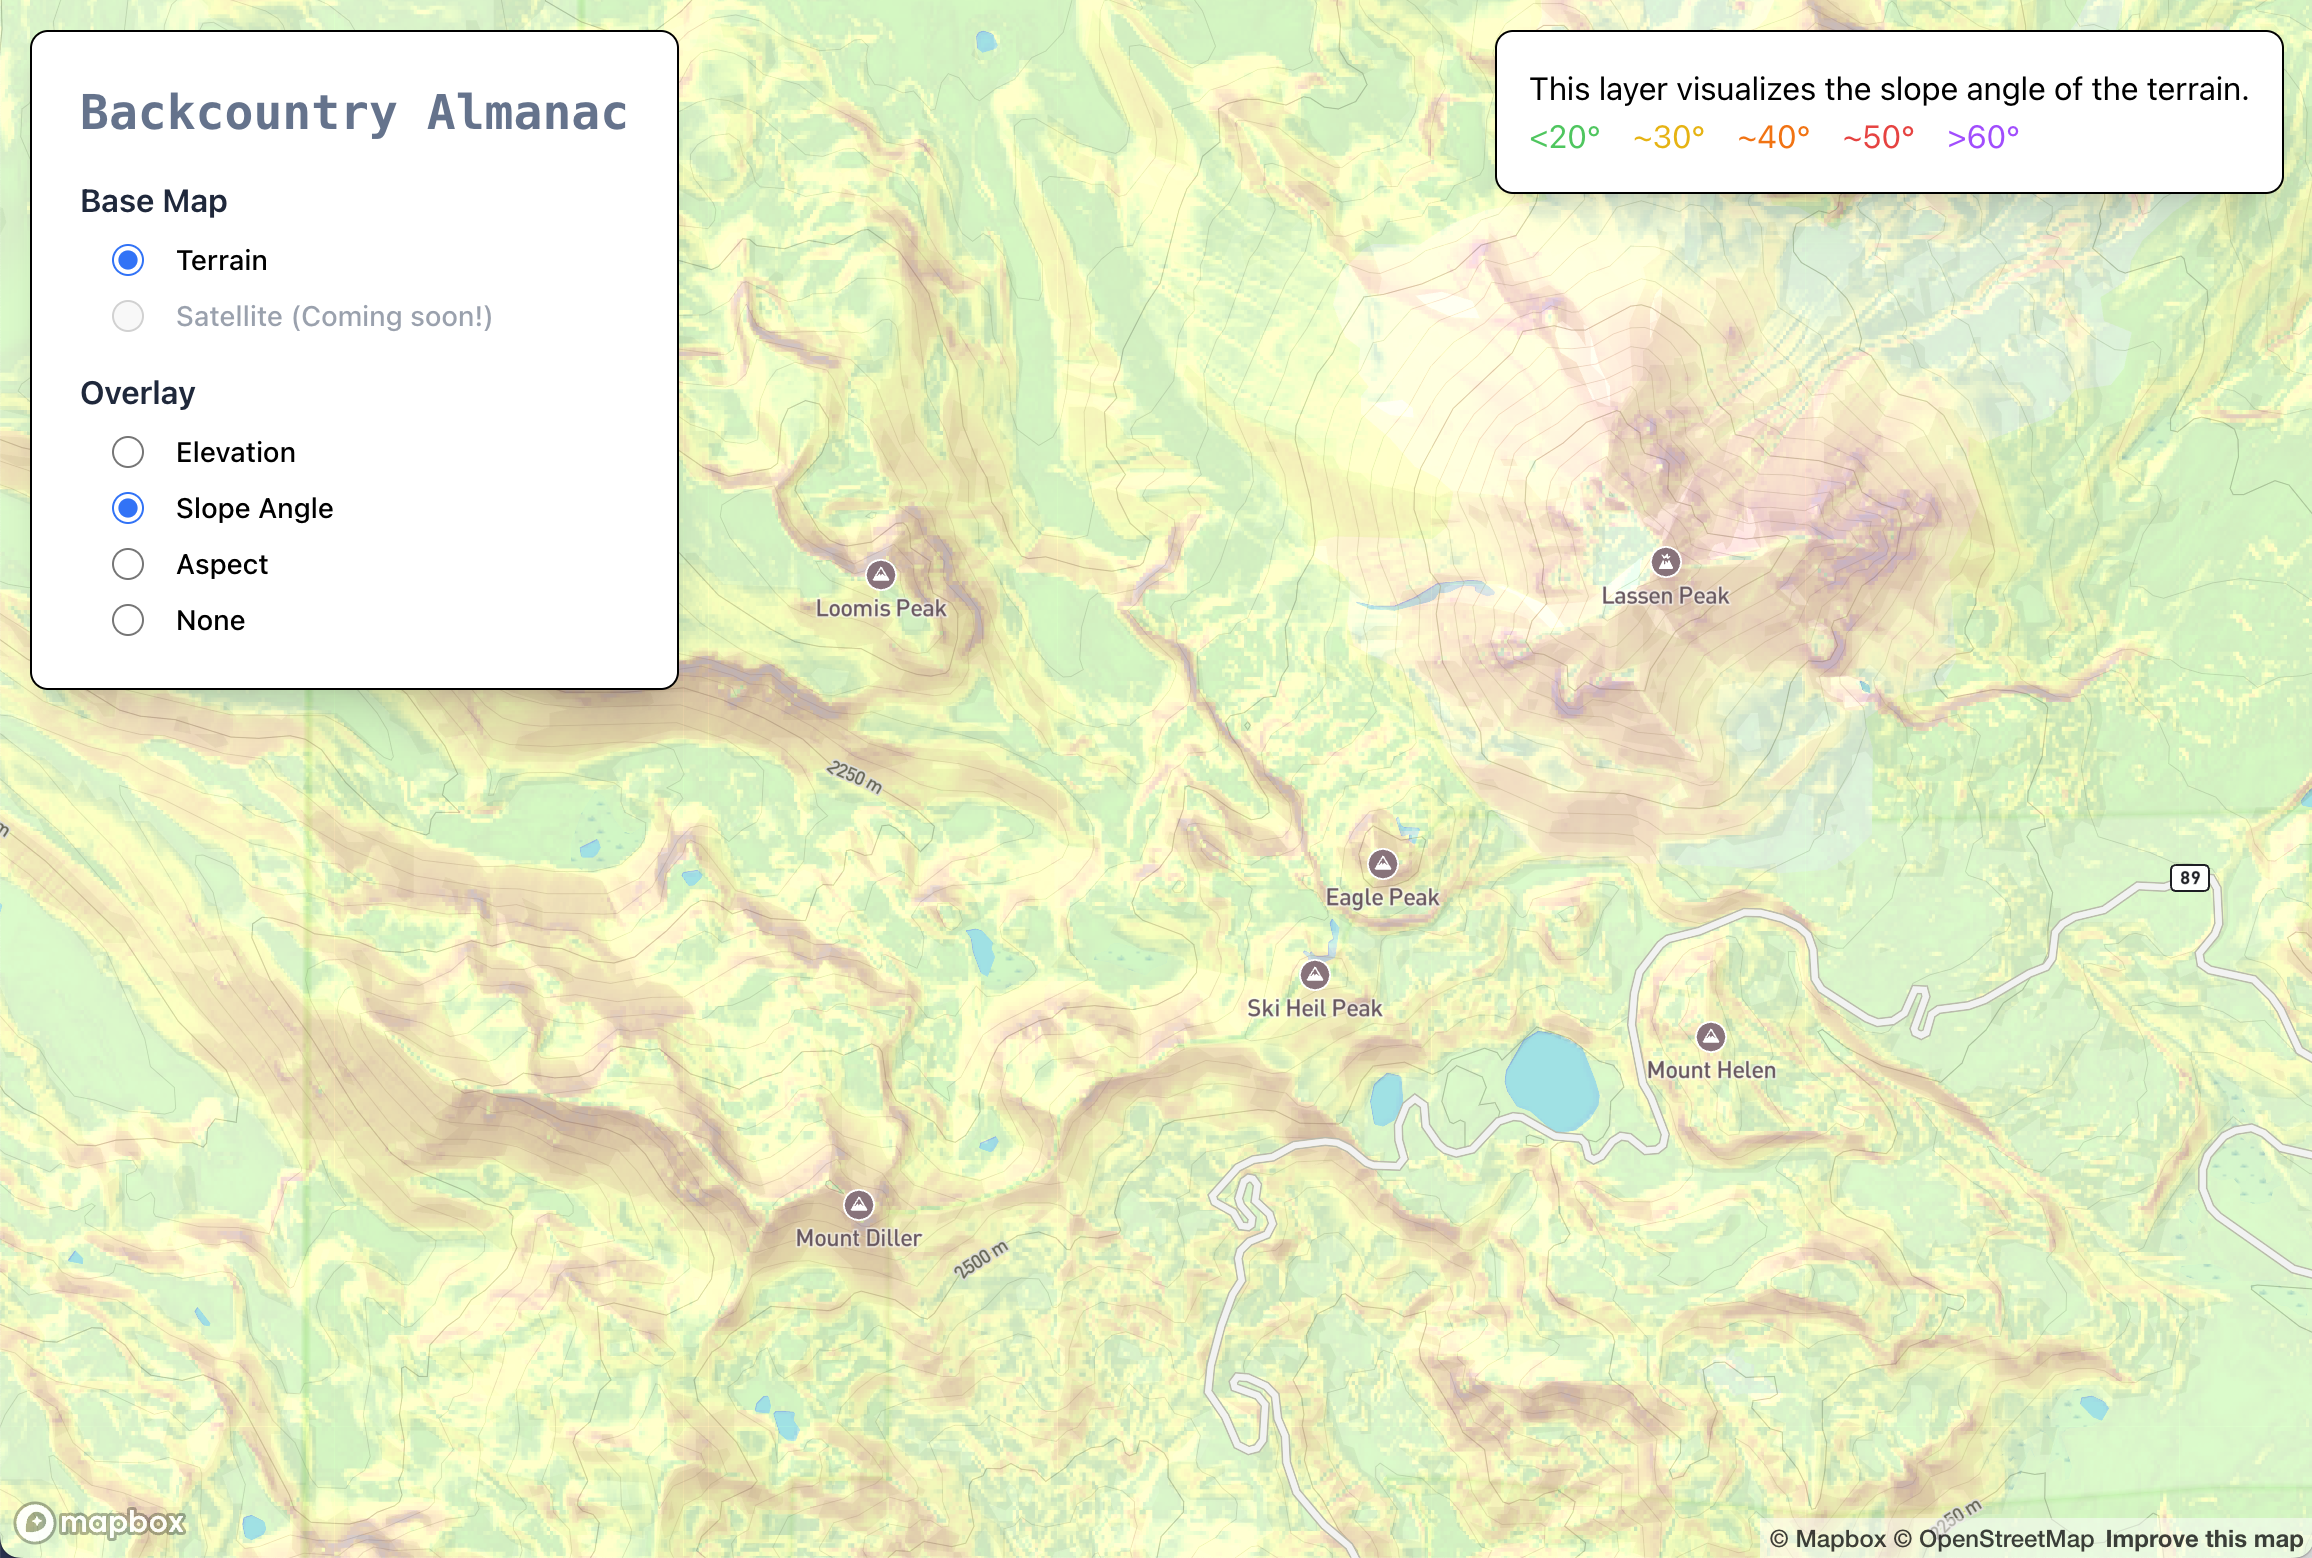 Backcountry Almanac
Base Map
Terrain
Satellite (Coming soon!)
Overlay
Elevation
Slope Angle
Aspect
None
This layer visualizes the slope angle of the terrain.
<20° ~30° ~40° ~50° >60°
Loomis Peak
Lassen Peak
2250 m
m
Eagle Peak
89
Ski Heil Peak
Mount Helen
Mount Diller
2500 m
2250 m
mapbox
© Mapbox © OpenStreetMap Improve this map